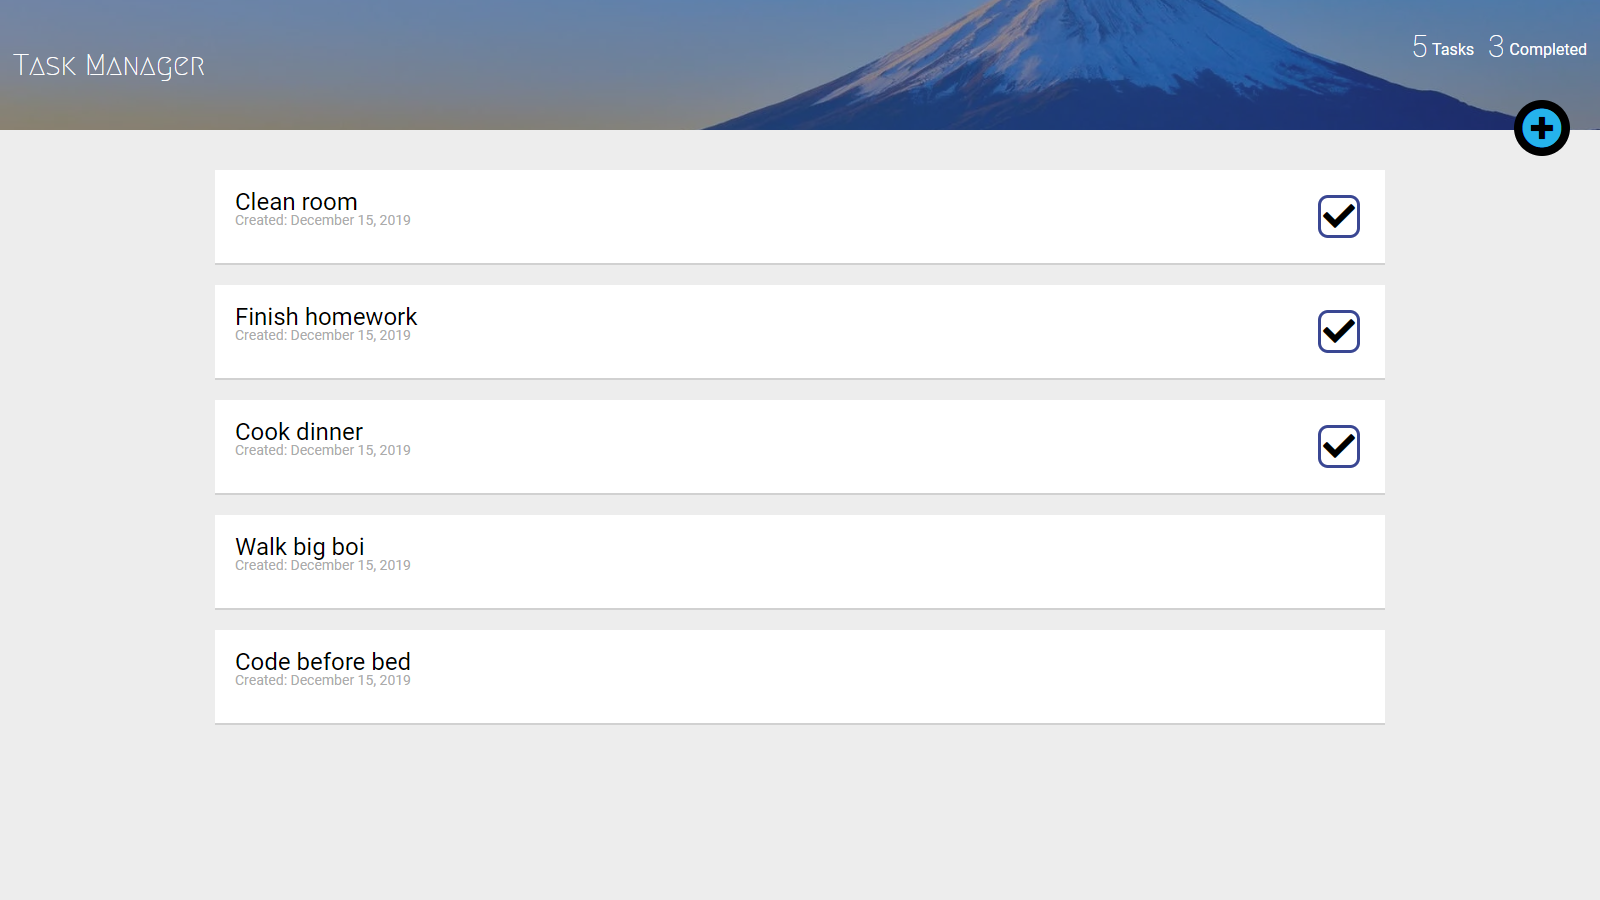 Task Manager
5 Tasks 3 Completed
Clean room
Created: December 15, 2019
Finish homework
Created: December 15, 2019
Cook dinner
Created: December 15, 2019
Walk big boi
Created: December 15, 2019
Code before bed
Created: December 15, 2019